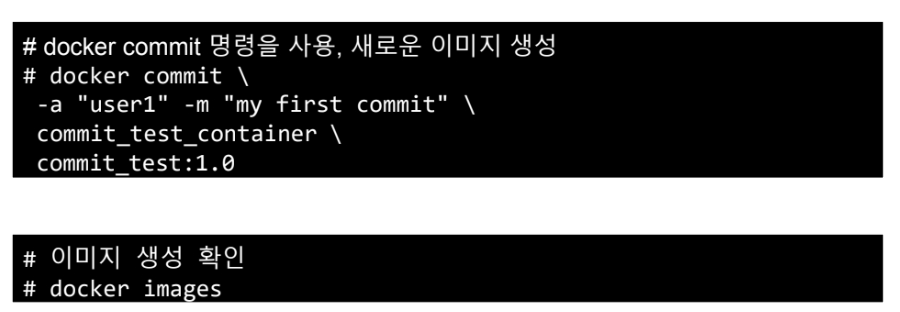 # docker commit 명령을 사용, 새로운 이미지 생성
# docker commit \
-a "user1" -m "my first commit" \
commit_test_container \
commit_test:1.0
# 이미지 생성 확인
# docker images